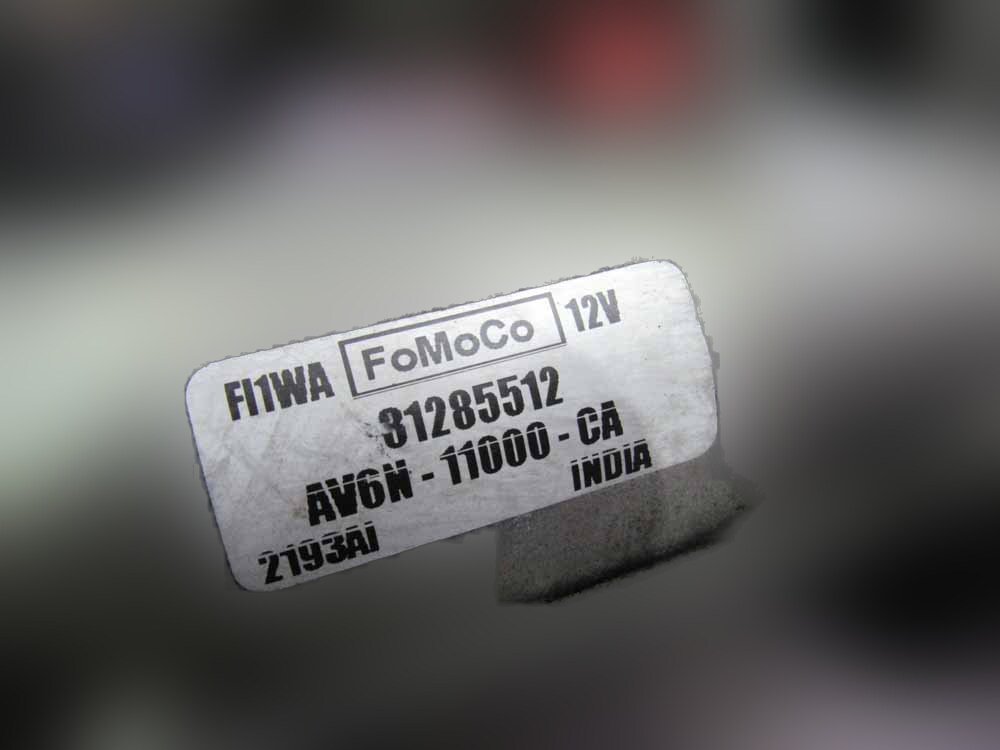 FI1WA FoMoCo 12V
31285512
AV6N - 11000 - CA
2193AI INDIA